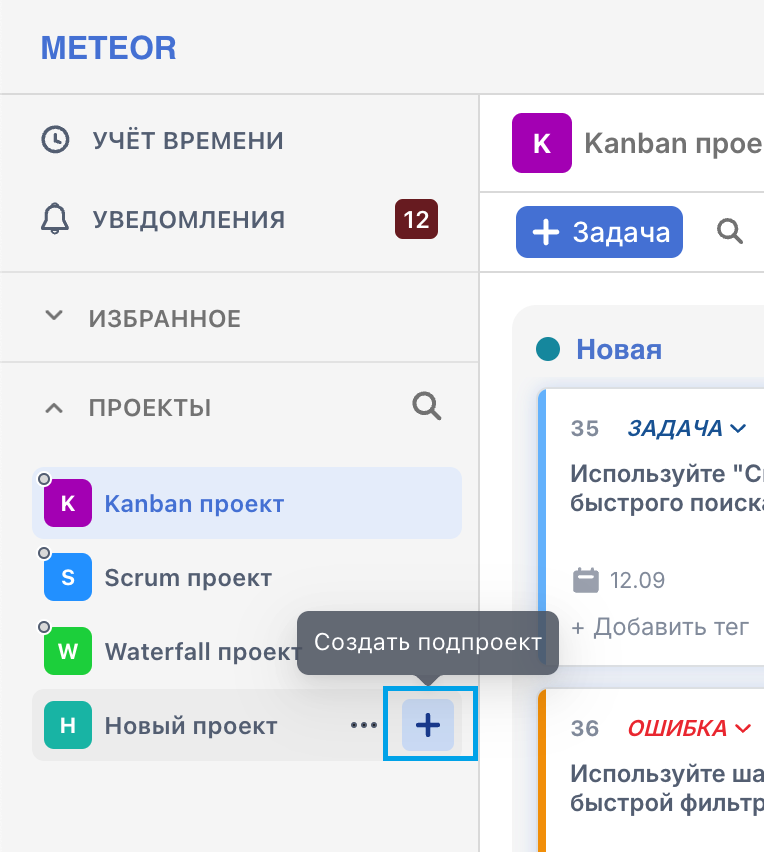 METEOR
УЧЁТ ВРЕМЕНИ
УВЕДОМЛЕНИЯ 12
ИЗБРАННОЕ
ПРОЕКТЫ
K Kanban проект
S Scrum проект
W Waterfall проект
Н Новый проект
Создать подпроект
K Kanban прое
+ Задача
Новая
35 ЗАДАЧА
Используйте "С
быстрого поиска
12.09
+ Добавить тег
36 ОШИБКА
Используйте ша
быстрой фильтр